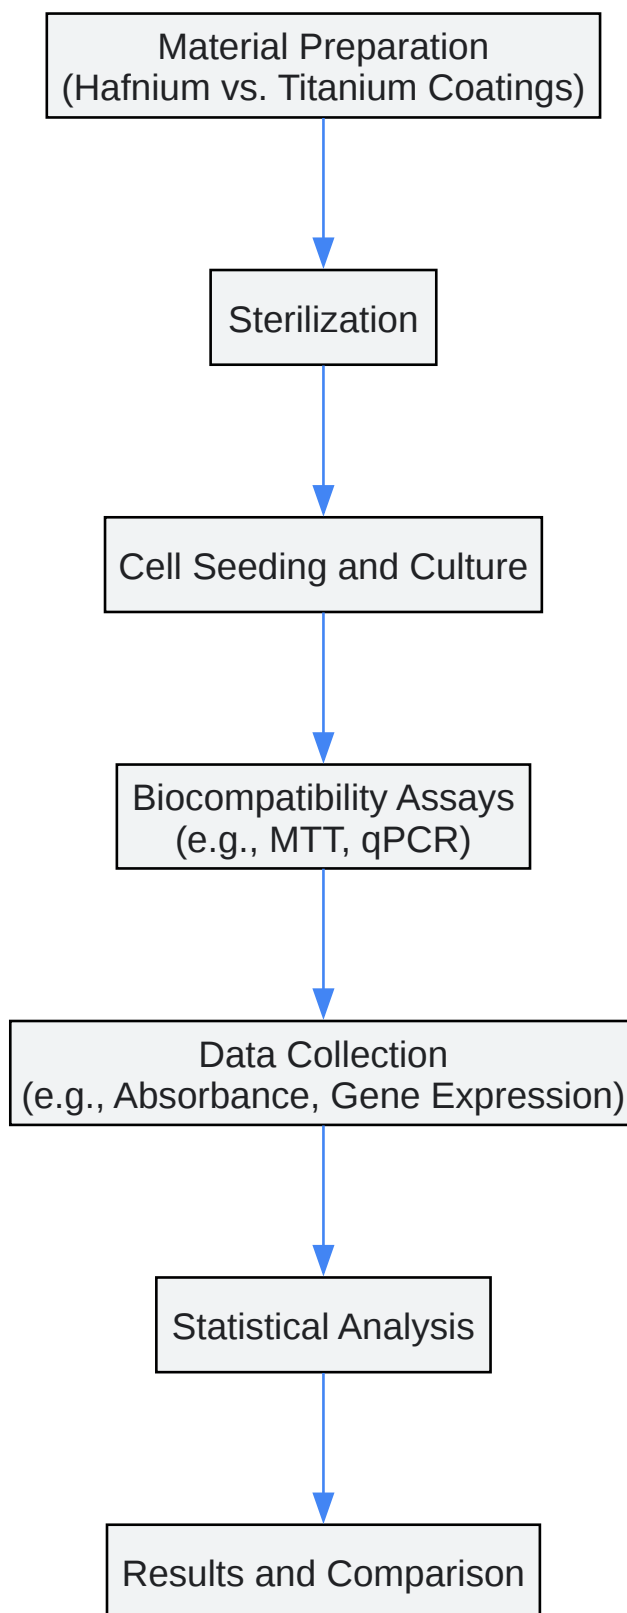 Material Preparation
(Hafnium vs. Titanium Coatings)
Sterilization
Cell Seeding and Culture
Biocompatibility Assays
(e.g., MTT, qPCR)
Data Collection
(e.g., Absorbance, Gene Expression)
Statistical Analysis
Results and Comparison